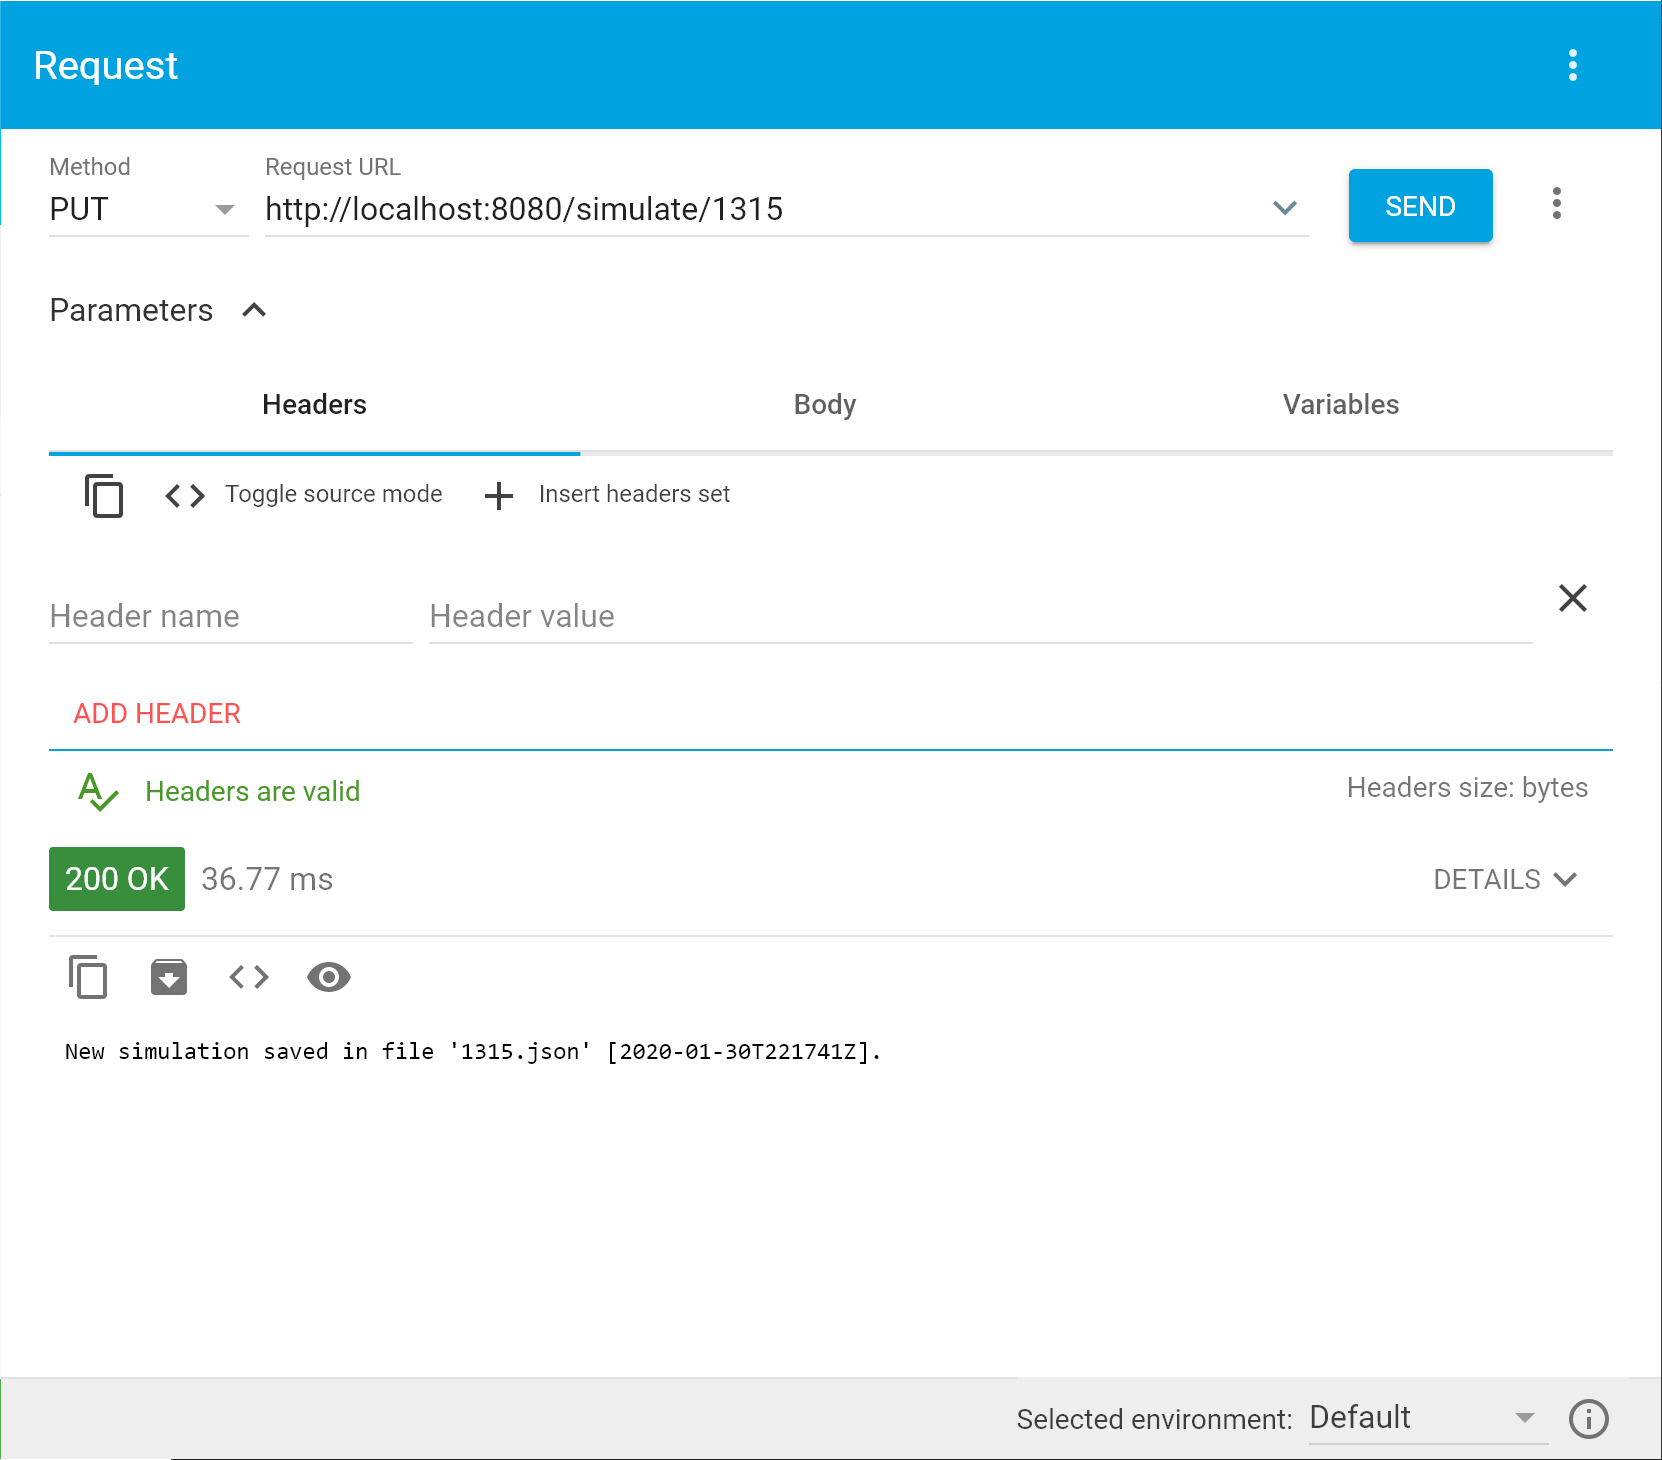 Request
Method
Request URL
PUT
http://localhost:8080/simulate/1315
SEND
Parameters
Headers
Body
Variables
Toggle source mode
Insert headers set
Header name
Header value
ADD HEADER
Headers are valid
Headers size: bytes
200 OK
36.77 ms
DETAILS
New simulation saved in file '1315.json' [2020-01-30T221741Z].
Selected environment:
Default